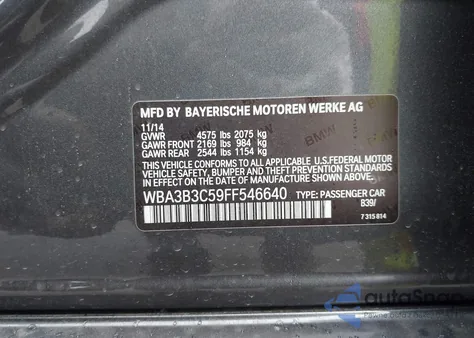 MFD BY BAYERISCHE MOTOREN WERKE AG
11/14
GVWR 4575 lbs 2075 kg
GAWR FRONT 2169 lbs 984 kg
GAWR REAR 2544 lbs 1154 kg
THIS VEHICLE CONFORMS TO ALL APPLICABLE U.S.FEDERAL MOTOR
VEHICLE SAFETY, BUMPER, AND THEFT PREVENTION STANDARDS IN
EFFECT ON THE DATE OF MANUFACTURE SHOWN ABOVE.
WBA3B3C59FF546640 TYPE: PASSENGER CAR
839/
7 315 814
BMW
BMW
autoSnap